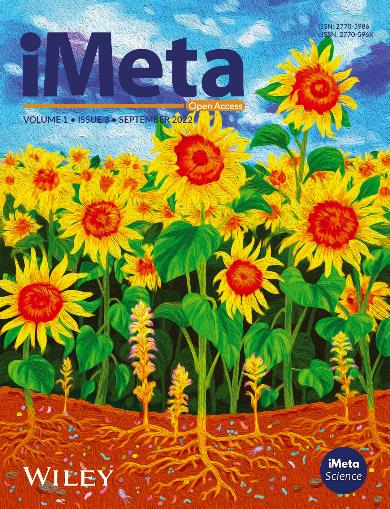 ISSN: 2770-5986
eISSN: 2770-596X
iMeta
Open Access
VOLUME 1 • ISSUE 3 • SEPTEMBER 2022
WILEY
iMeta
Science